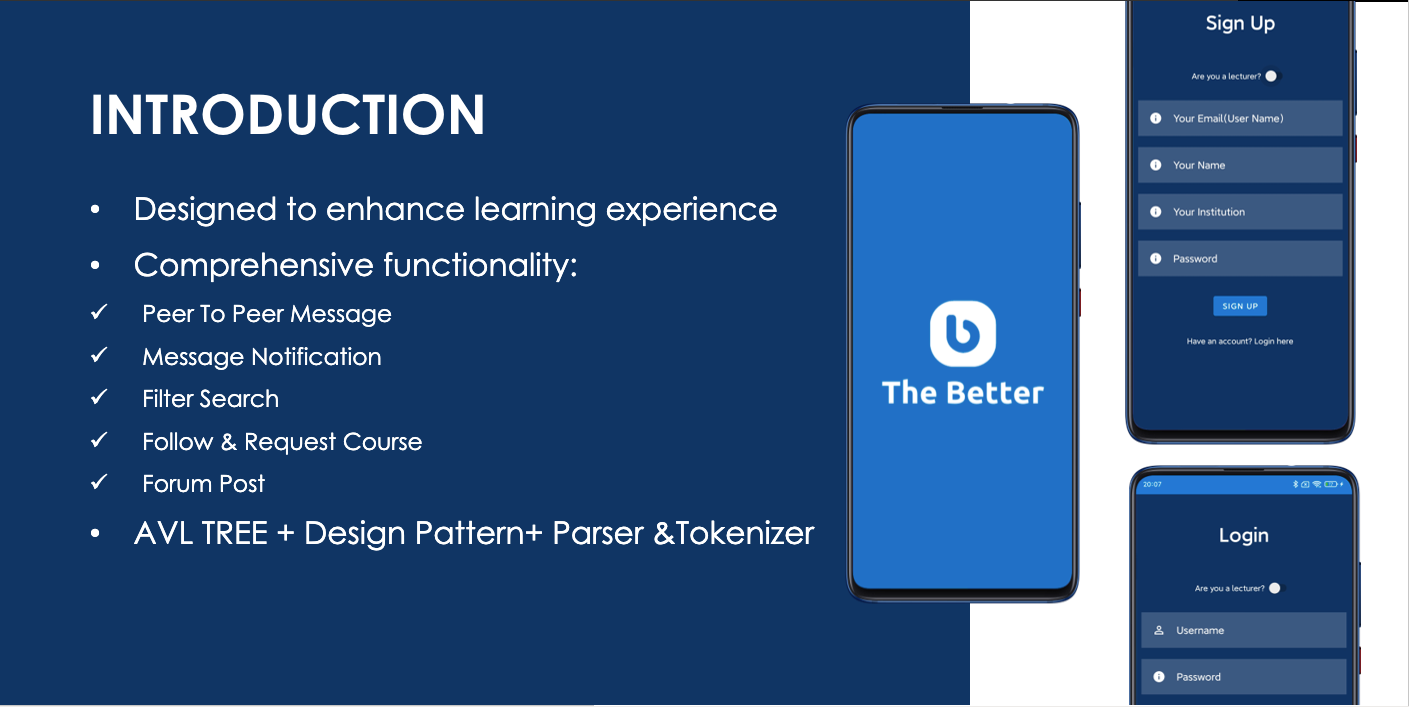 INTRODUCTION
• Designed to enhance learning experience
• Comprehensive functionality:
✓ Peer To Peer Message
✓ Message Notification
✓ Filter Search
✓ Follow & Request Course
✓ Forum Post
• AVL TREE + Design Pattern+ Parser &Tokenizer
b
The Better
Sign Up
Are you a lecturer?
Your Email(User Name)
Your Name
Your Institution
Password
SIGN UP
Have an account? Login here
20:07
Login
Are you a lecturer?
Username
Password